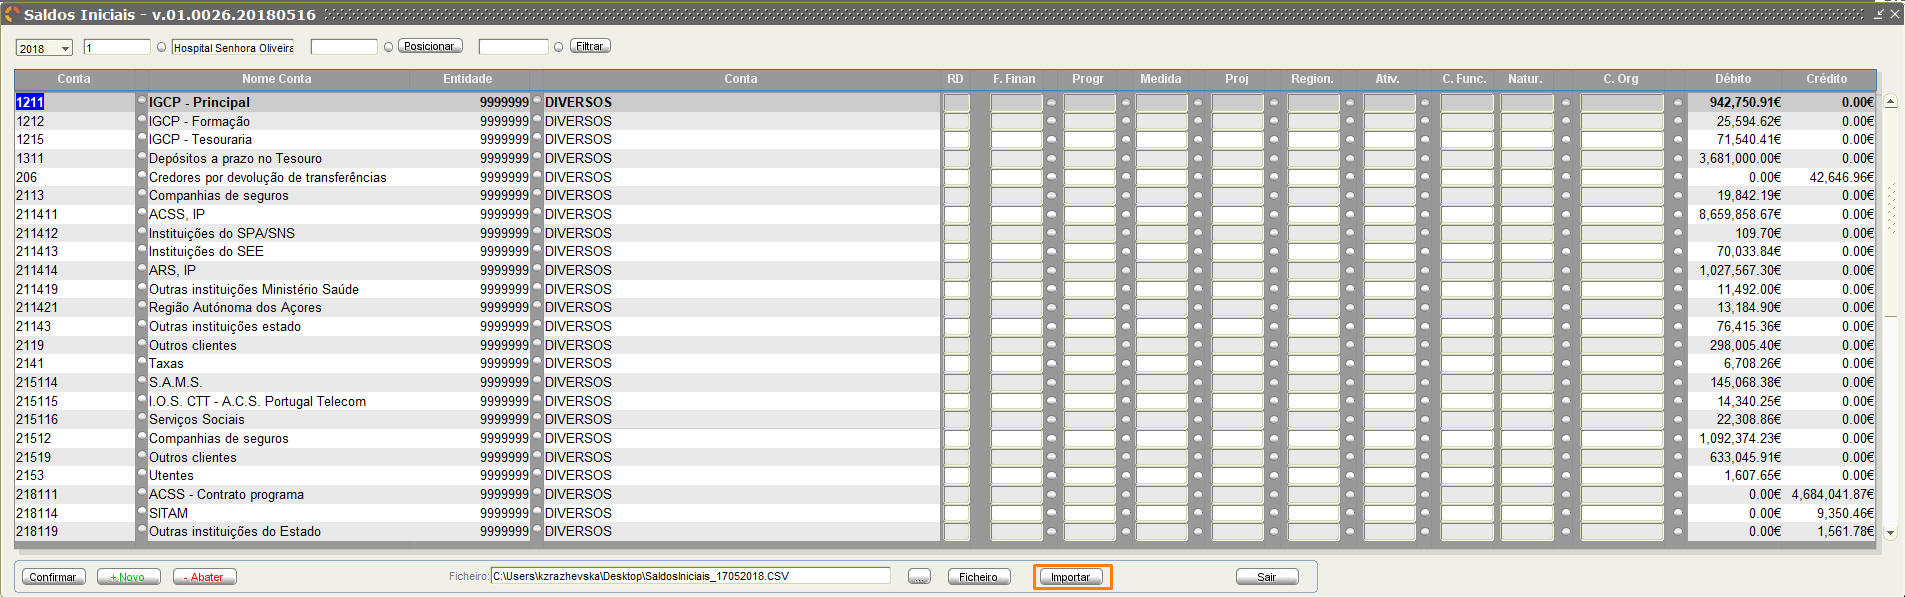 Saldos Iniciais - v.01.0026.20180516
2018 1 Hospital Senhora Oliveira Posicionar Filtrar
Conta Nome Conta Entidade Conta RD F. Finan Progr Medida Proj Region. Ativ. C. Func. Natur. C. Org Débito Crédito
1211 IGCP - Principal 9999999 DIVERSOS 942,750.91€ 0.00€
1212 IGCP - Formação 9999999 DIVERSOS 25,594.62€ 0.00€
1215 IGCP - Tesouraria 9999999 DIVERSOS 71,540.41€ 0.00€
1311 Depósitos a prazo no Tesouro 9999999 DIVERSOS 3,681,000.00€ 0.00€
206 Credores por devolução de transferências 9999999 DIVERSOS 0.00€ 42,646.96€
2113 Companhias de seguros 9999999 DIVERSOS 19,842.19€ 0.00€
211411 ACSS, IP 9999999 DIVERSOS 8,659,858.67€ 0.00€
211412 Instituições do SPA/SNS 9999999 DIVERSOS 109.70€ 0.00€
211413 Instituições do SEE 9999999 DIVERSOS 70,033.84€ 0.00€
211414 ARS, IP 9999999 DIVERSOS 1,027,567.30€ 0.00€
211419 Outras instituições Ministério Saúde 9999999 DIVERSOS 11,492.00€ 0.00€
211421 Região Autónoma dos Açores 9999999 DIVERSOS 13,184.90€ 0.00€
21143 Outras instituições estado 9999999 DIVERSOS 76,415.36€ 0.00€
2119 Outros clientes 9999999 DIVERSOS 298,005.40€ 0.00€
2141 Taxas 9999999 DIVERSOS 6,708.26€ 0.00€
215114 S.A.M.S. 9999999 DIVERSOS 145,068.38€ 0.00€
215115 I.O.S. CTT - A.C.S. Portugal Telecom 9999999 DIVERSOS 14,340.25€ 0.00€
215116 Serviços Sociais 9999999 DIVERSOS 22,308.86€ 0.00€
21512 Companhias de seguros 9999999 DIVERSOS 1,092,374.23€ 0.00€
21519 Outros clientes 9999999 DIVERSOS 633,045.91€ 0.00€
2153 Utentes 9999999 DIVERSOS 1,607.65€ 0.00€
218111 ACSS - Contrato programa 9999999 DIVERSOS 0.00€ 4,684,041.87€
218114 SITAM 9999999 DIVERSOS 0.00€ 9,350.46€
218119 Outras instituições do Estado 9999999 DIVERSOS 0.00€ 1,561.78€
Confirmar + Novo - Abater Ficheiro: C:\Users\kzrazhevska\Desktop\SaldosIniciais_17052018.CSV ... Ficheiro Importar Sair